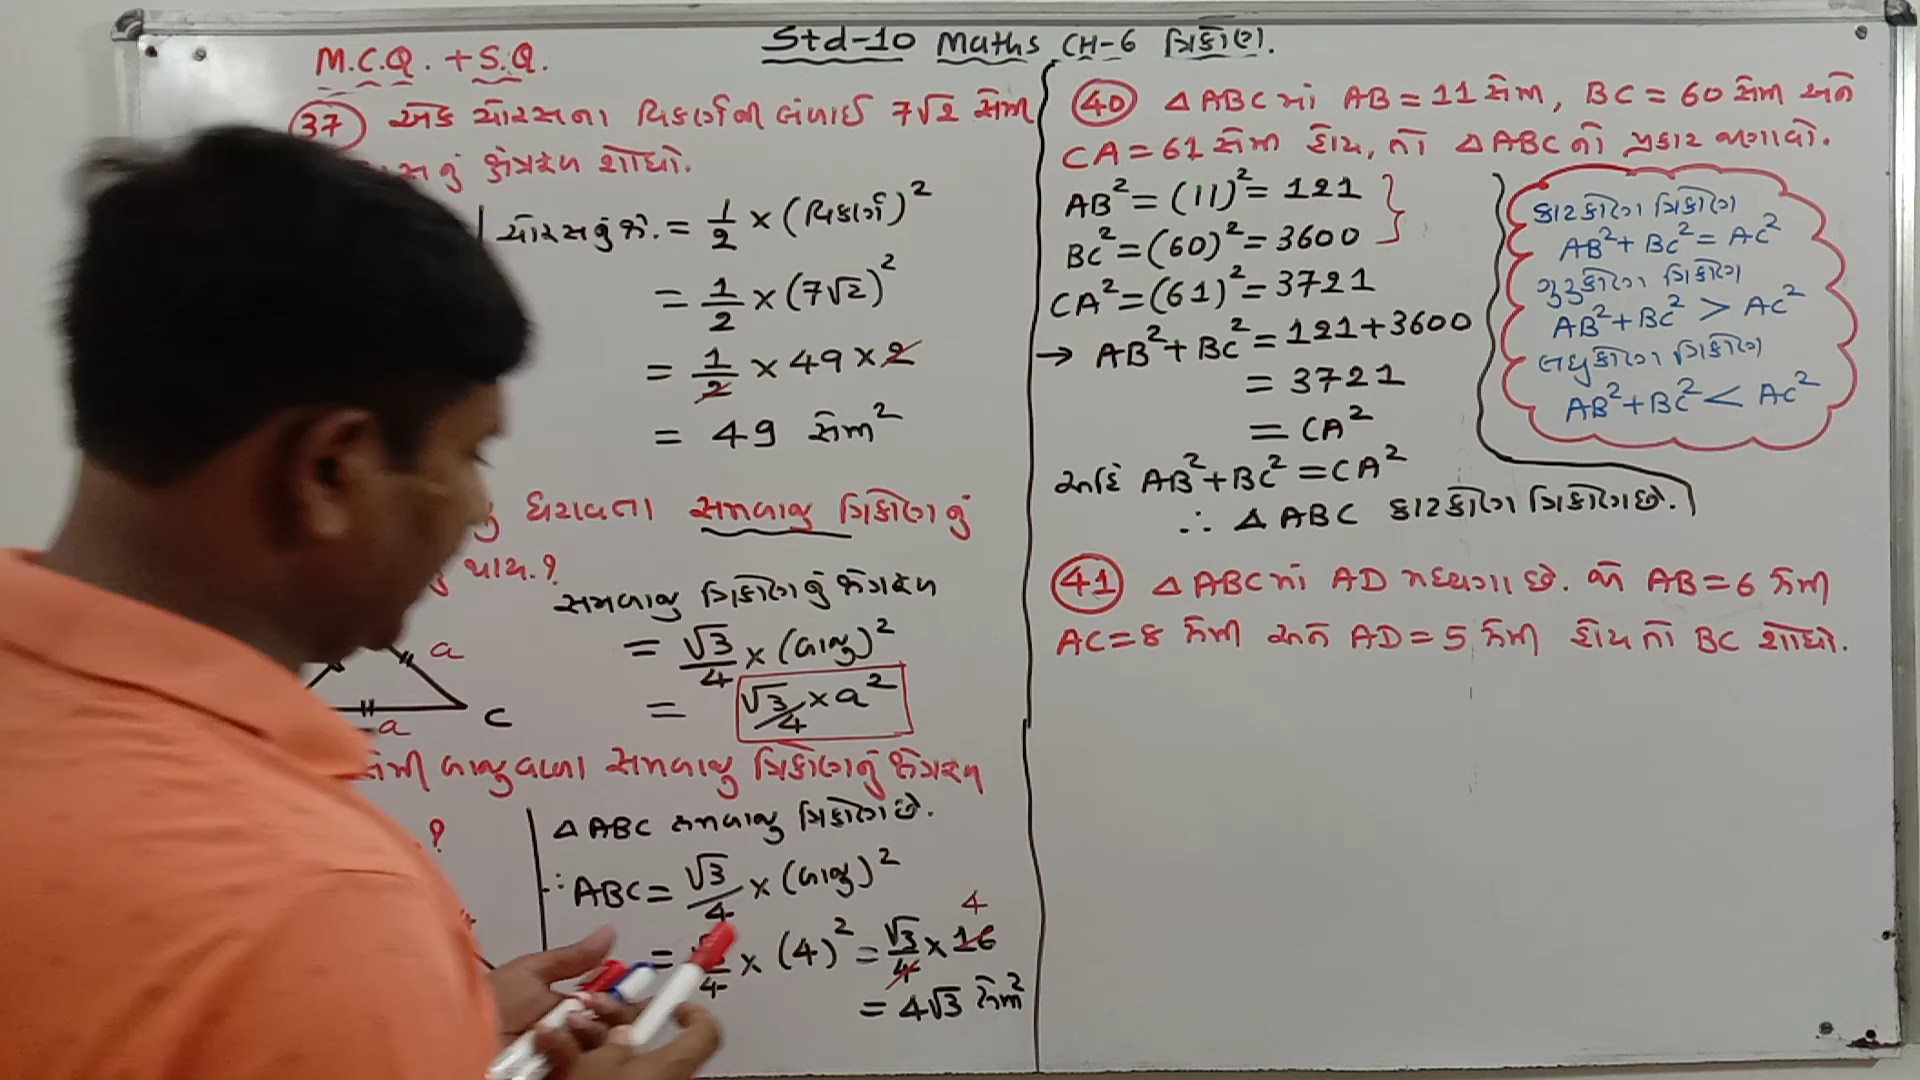 Std-10 Maths CH-6 ત્રિકોણ.
M.C.Q. + S.Q.
37 એક ચોરસના વિકર્ણની લંબાઈ 7√2 સેમી
નું ક્ષેત્રફળ શોધો.
ચોરસનું ક્ષે. = 1/2 × (વિકર્ણ)²
= 1/2 × (7√2)²
= 1/2 × 49 × 2
= 49 સેમી²
ધરાવતા સમબાજુ ત્રિકોણનું
થાય.?
સમબાજુ ત્રિકોણનું ક્ષેત્રફળ
= √3/4 × (બાજુ)²
= √3/4 × a²
a
a
C
સેમી બાજુવાળા સમબાજુ ત્રિકોણનું ક્ષેત્રફળ
?
△ ABC સમબાજુ ત્રિકોણ છે.
∴ ABC = √3/4 × (બાજુ)²
= /4 × (4)² = √3/4 × 16 4
= 4√3 સેમી²
40 △ ABC માં AB = 11 સેમી, BC = 60 સેમી અને
CA = 61 સેમી હોય, તો △ ABC નો પ્રકાર જણાવો.
AB² = (11)² = 121
BC² = (60)² = 3600
CA² = (61)² = 3721
→ AB² + BC² = 121 + 3600
= 3721
= CA²
અહિં AB² + BC² = CA²
∴ △ ABC કાટકોણ ત્રિકોણ છે.
કાટકોણ ત્રિકોણ
AB² + BC² = AC²
ગુરુકોણ ત્રિકોણ
AB² + BC² > AC²
લઘુકોણ ત્રિકોણ
AB² + BC² < AC²
41 △ ABC માં AD મધ્યગા છે. જો AB = 6 સેમી
AC = 8 સેમી અને AD = 5 સેમી હોય તો BC શોધો.